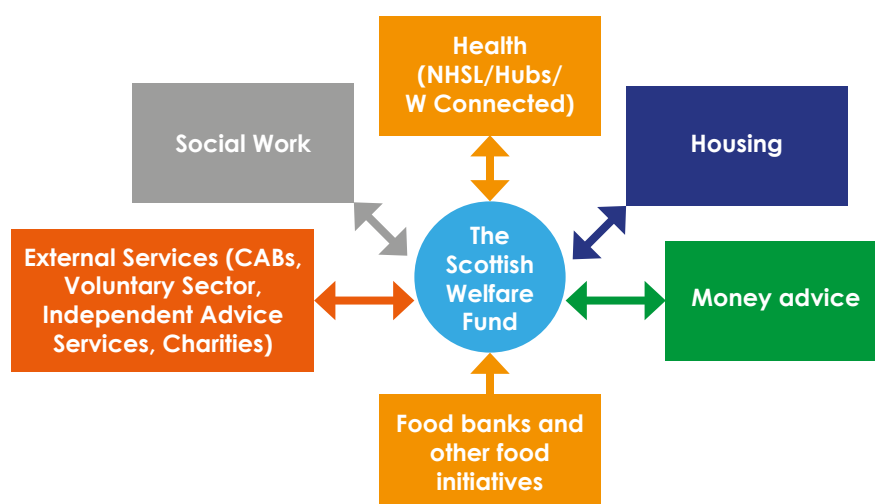 Health
(NHSL/Hubs/
W Connected)
Social Work
Housing
The
Scottish
Welfare
Fund
External Services (CABs,
Voluntary Sector,
Independent Advice
Services, Charities)
Money advice
Food banks and
other food
initiatives